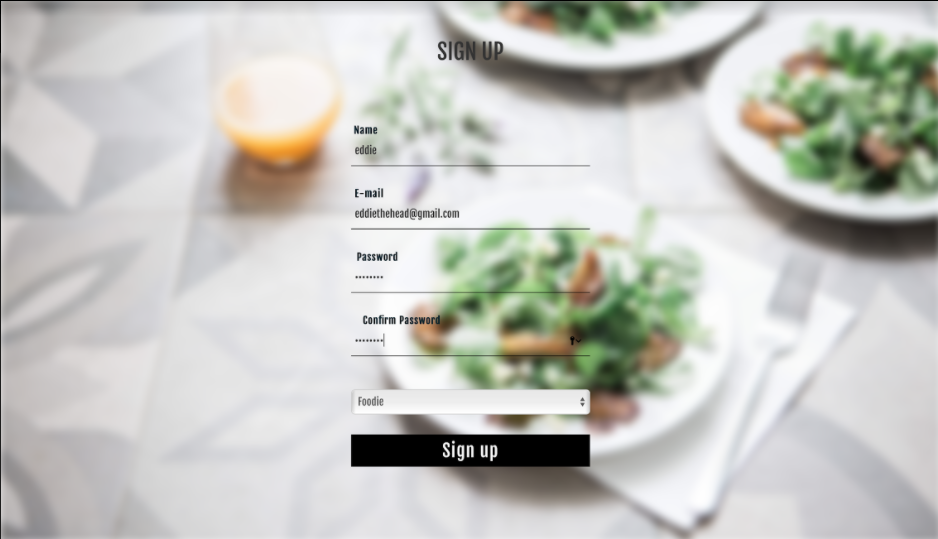 SIGN UP
Name
eddie
E-mail
eddiethehead@gmail.com
Password
••••••••
Confirm Password
••••••••
Foodie
Sign up